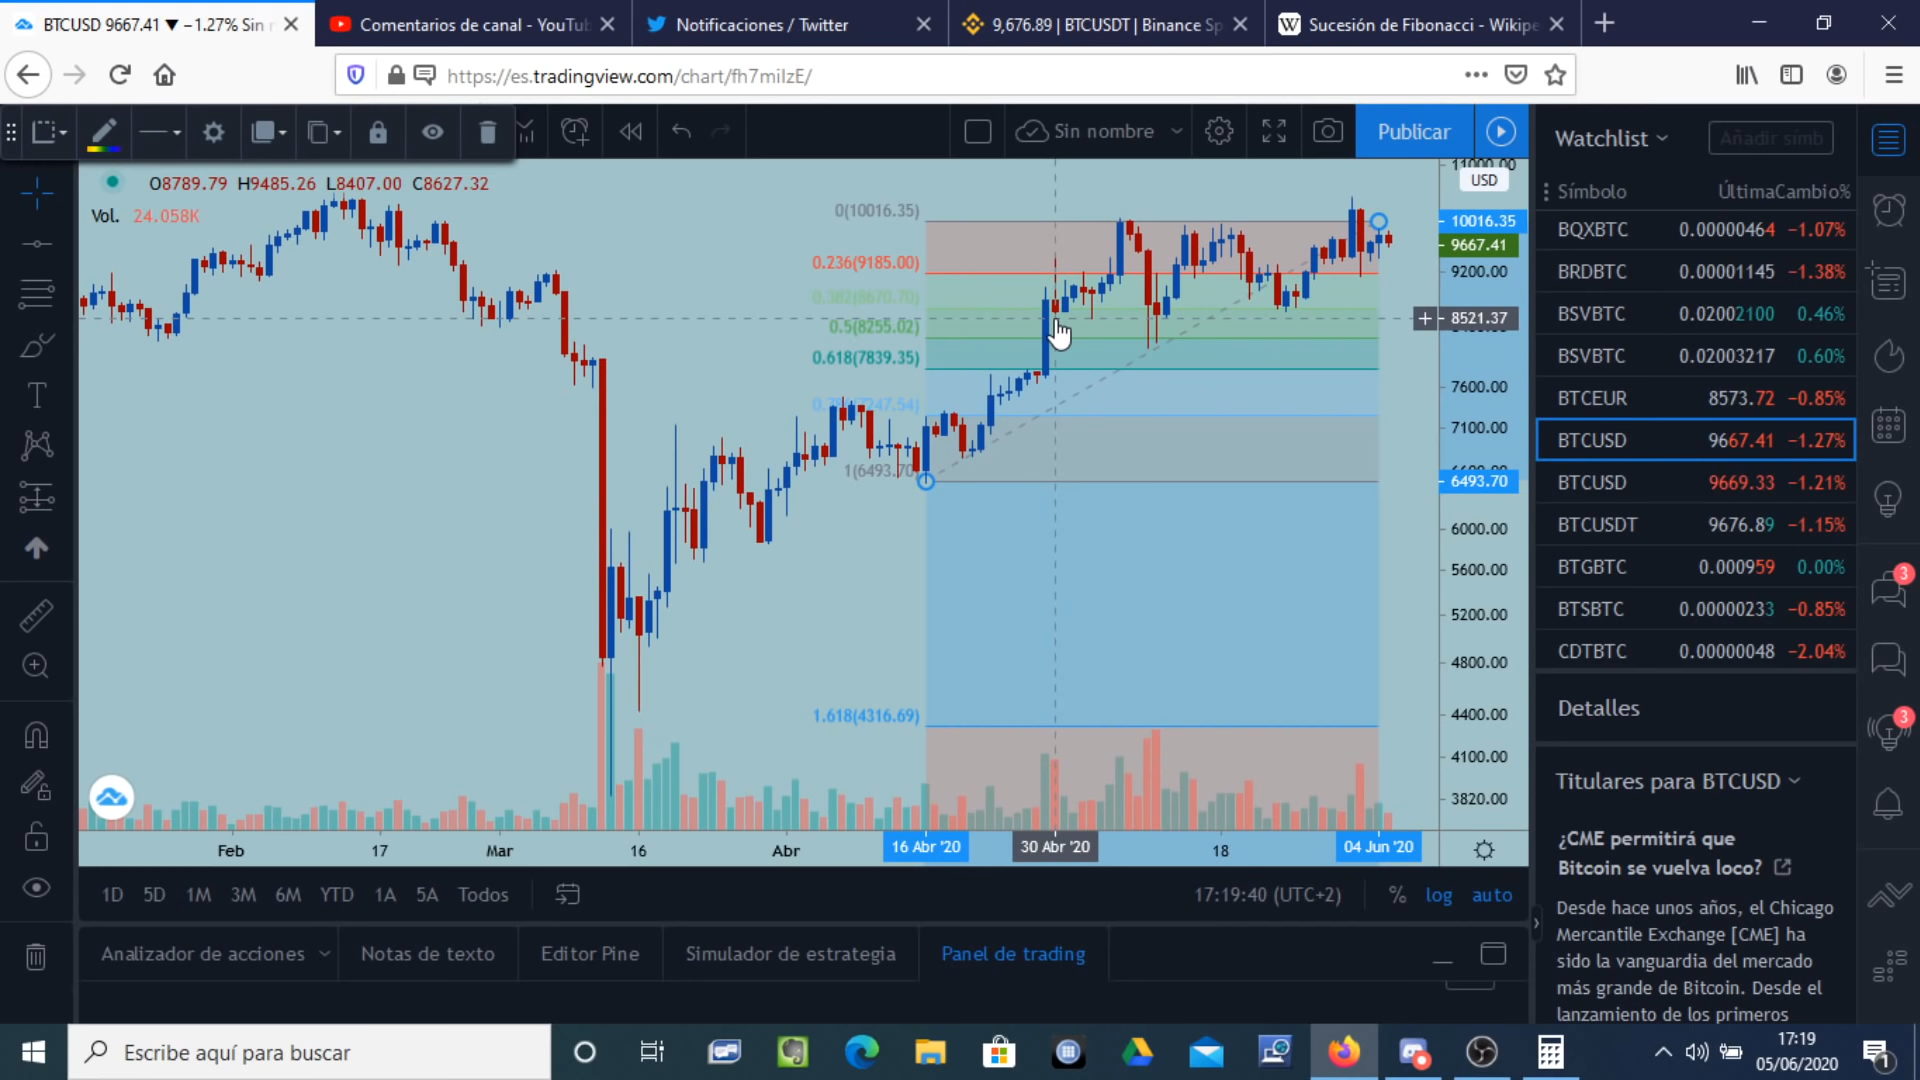 BTCUSD 9667.41 ▼ −1.27% Sin
Comentarios de canal - YouTub
Notificaciones / Twitter
9,676.89 | BTCUSDT | Binance Sp
Sucesión de Fibonacci - Wikipe
https://es.tradingview.com/chart/fh7milzE/
Sin nombre
Publicar
Watchlist
Añadir símb
O8789.79 H9485.26 L8407.00 C8627.32
Vol. 24.058K
11000.00
USD
10016.35
9667.41
9200.00
8521.37
7600.00
7100.00
6493.70
6000.00
5600.00
5200.00
4800.00
4400.00
4100.00
3820.00
0(10016.35)
0.236(9185.00)
0.382(8670.70)
0.5(8255.02)
0.618(7839.35)
1(6493.70)
1.618(4316.69)
Feb
17
Mar
16
Abr
16 Abr '20
30 Abr '20
18
04 Jun '20
Símbolo ÚltimaCambio%
BQXBTC 0.00000464 −1.07%
BRDBTC 0.00001145 −1.38%
BSVBTC 0.02002100 0.46%
BSVBTC 0.02003217 0.60%
BTCEUR 8573.72 −0.85%
BTCUSD 9667.41 −1.27%
BTCUSD 9669.33 −1.21%
BTCUSDT 9676.89 −1.15%
BTGBTC 0.000959 0.00%
BTSBTC 0.00000233 −0.85%
CDTBTC 0.00000048 −2.04%
Detalles
Titulares para BTCUSD
¿CME permitirá que
Bitcoin se vuelva loco?
Desde hace unos años, el Chicago
Mercantile Exchange [CME] ha
sido la vanguardia del mercado
más grande de Bitcoin. Desde el
lanzamiento de los primeros
3
3
1D 5D 1M 3M 6M YTD 1A 5A Todos
17:19:40 (UTC+2)
% log auto
Analizador de acciones
Notas de texto
Editor Pine
Simulador de estrategia
Panel de trading
Escribe aquí para buscar
17:19
05/06/2020
1